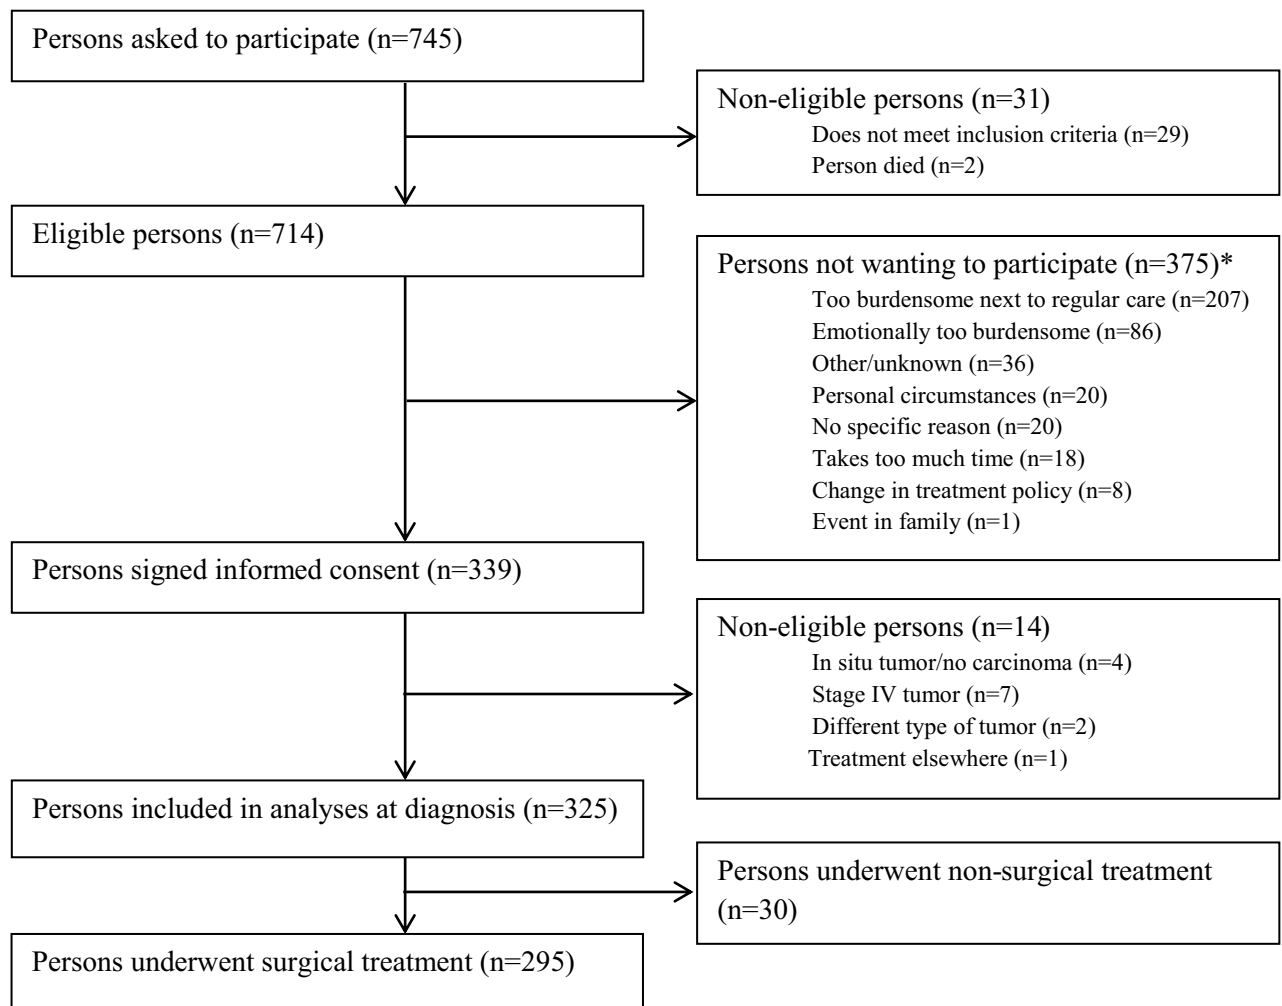 Persons asked to participate (n=745)
Non-eligible persons (n=31)
Does not meet inclusion criteria (n=29)
Person died (n=2)
Eligible persons (n=714)
Persons not wanting to participate (n=375)*
Too burdensome next to regular care (n=207)
Emotionally too burdensome (n=86)
Other/unknown (n=36)
Personal circumstances (n=20)
No specific reason (n=20)
Takes too much time (n=18)
Change in treatment policy (n=8)
Event in family (n=1)
Persons signed informed consent (n=339)
Non-eligible persons (n=14)
In situ tumor/no carcinoma (n=4)
Stage IV tumor (n=7)
Different type of tumor (n=2)
Treatment elsewhere (n=1)
Persons included in analyses at diagnosis (n=325)
Persons underwent non-surgical treatment
(n=30)
Persons underwent surgical treatment (n=295)